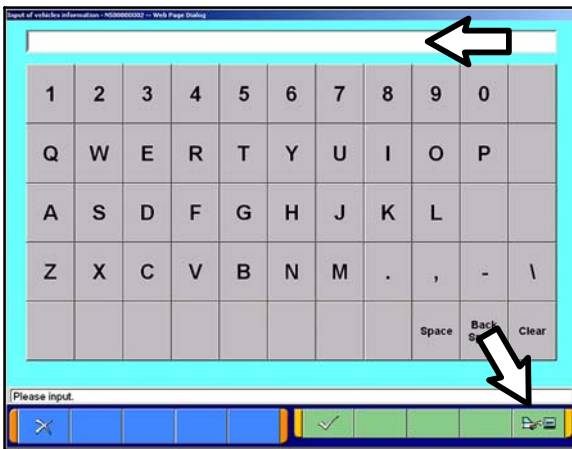 Input of vehicles information - NS00000002 -- Web Page Dialog
1 2 3 4 5 6 7 8 9 0
Q W E R T Y U I O P
A S D F G H J K L
Z X C V B N M . , - \
Space Back Clear
Please input.